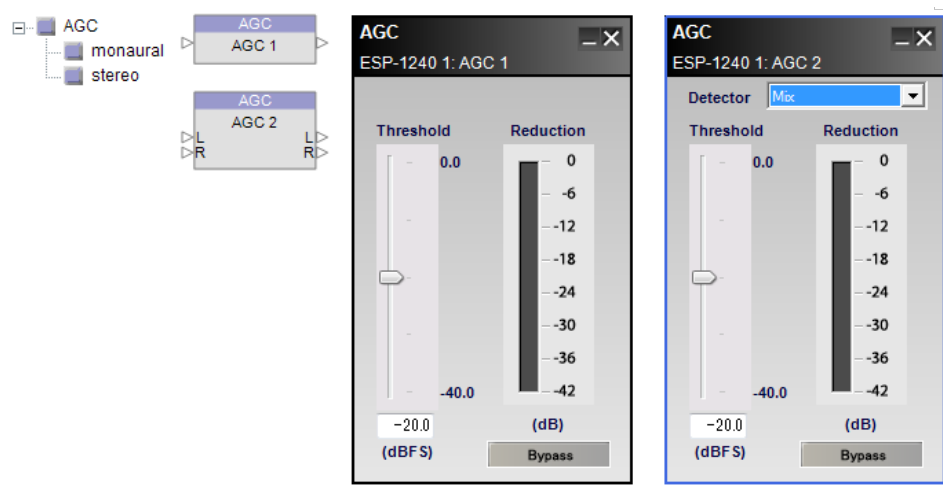 AGC
monaural
stereo
AGC
AGC 1
AGC
AGC 2
L
L
R
R
AGC
ESP-1240 1: AGC 1
Threshold
Reduction
0.0
-40.0
0
-6
-12
-18
-24
-30
-36
-42
-20.0
(dB)
(dBFS)
Bypass
AGC
ESP-1240 1: AGC 2
Detector
Mix
Threshold
Reduction
0.0
-40.0
0
-6
-12
-18
-24
-30
-36
-42
-20.0
(dB)
(dBFS)
Bypass